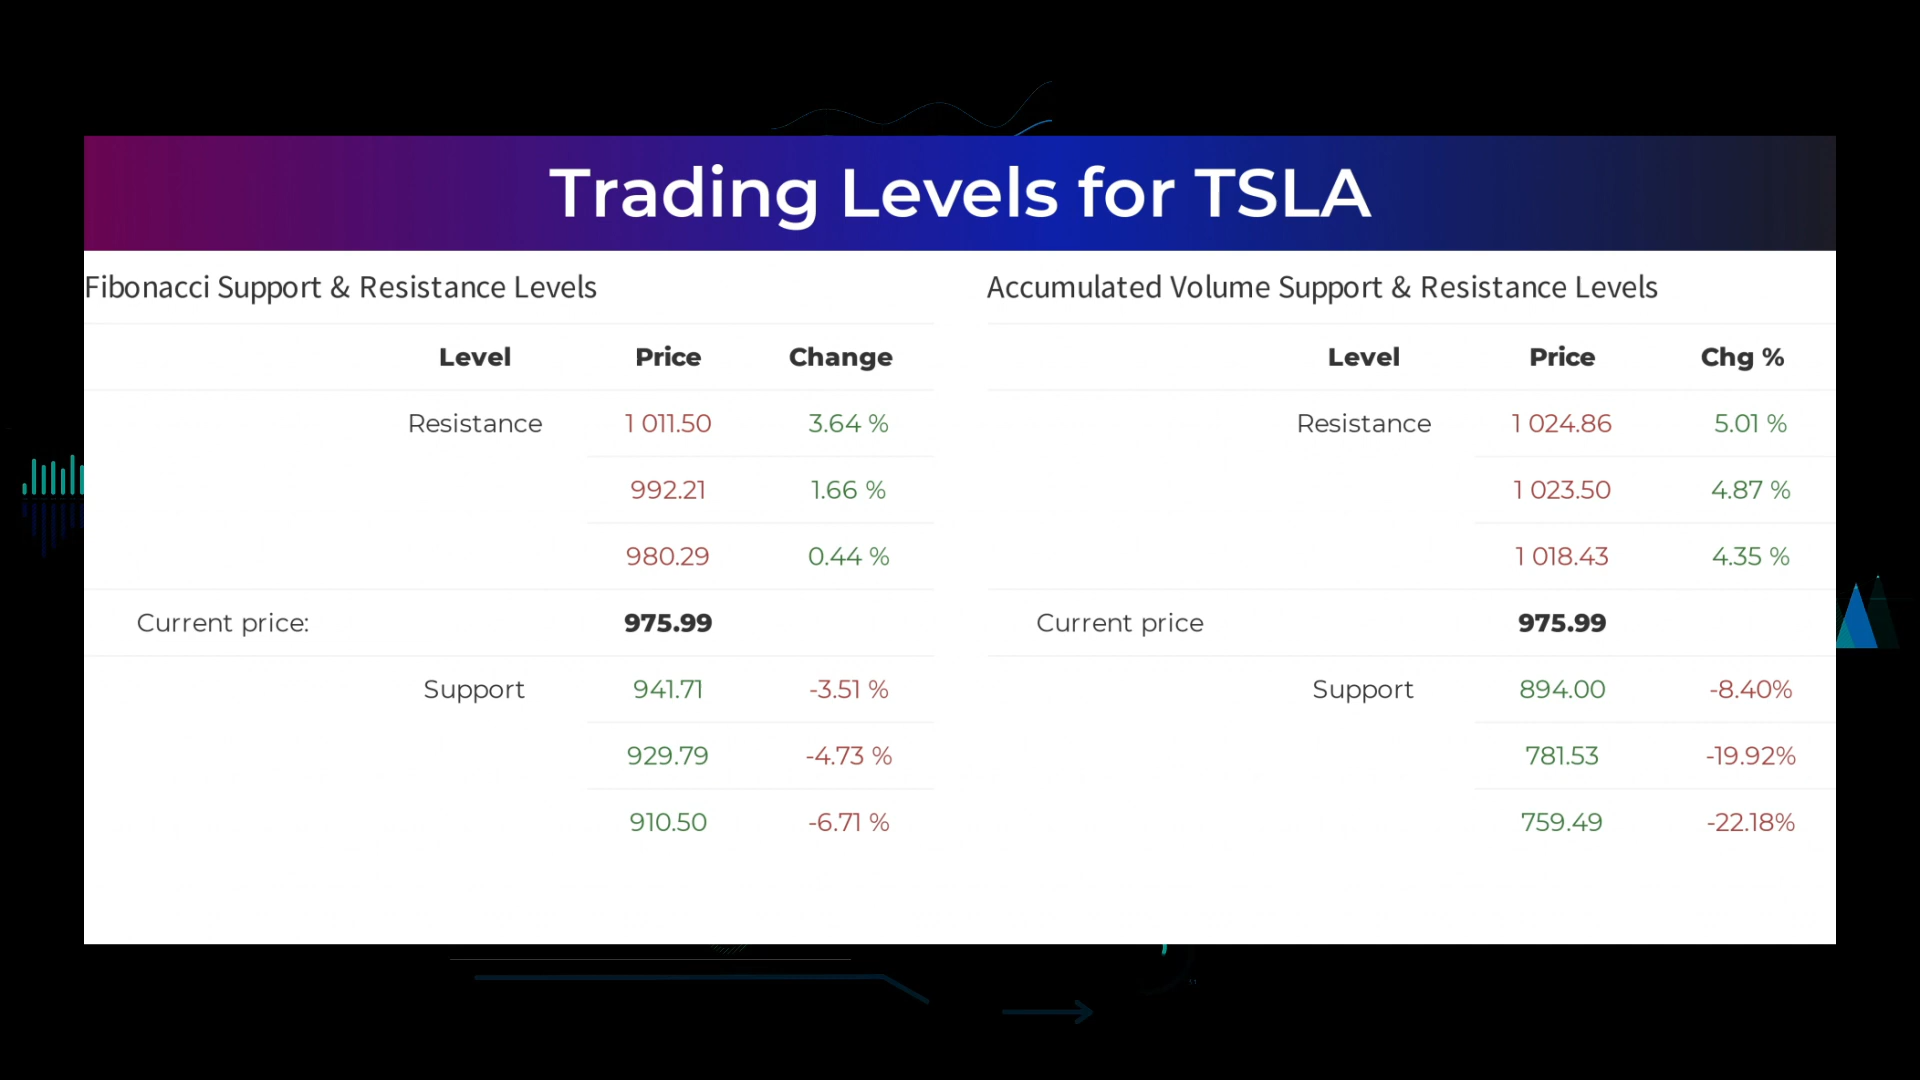 Trading Levels for TSLA
Fibonacci Support & Resistance Levels
Level Price Change
Resistance 1 011.50 3.64 %
992.21 1.66 %
980.29 0.44 %
Current price: 975.99
Support 941.71 -3.51 %
929.79 -4.73 %
910.50 -6.71 %
Accumulated Volume Support & Resistance Levels
Level Price Chg %
Resistance 1 024.86 5.01 %
1 023.50 4.87 %
1 018.43 4.35 %
Current price 975.99
Support 894.00 -8.40%
781.53 -19.92%
759.49 -22.18%